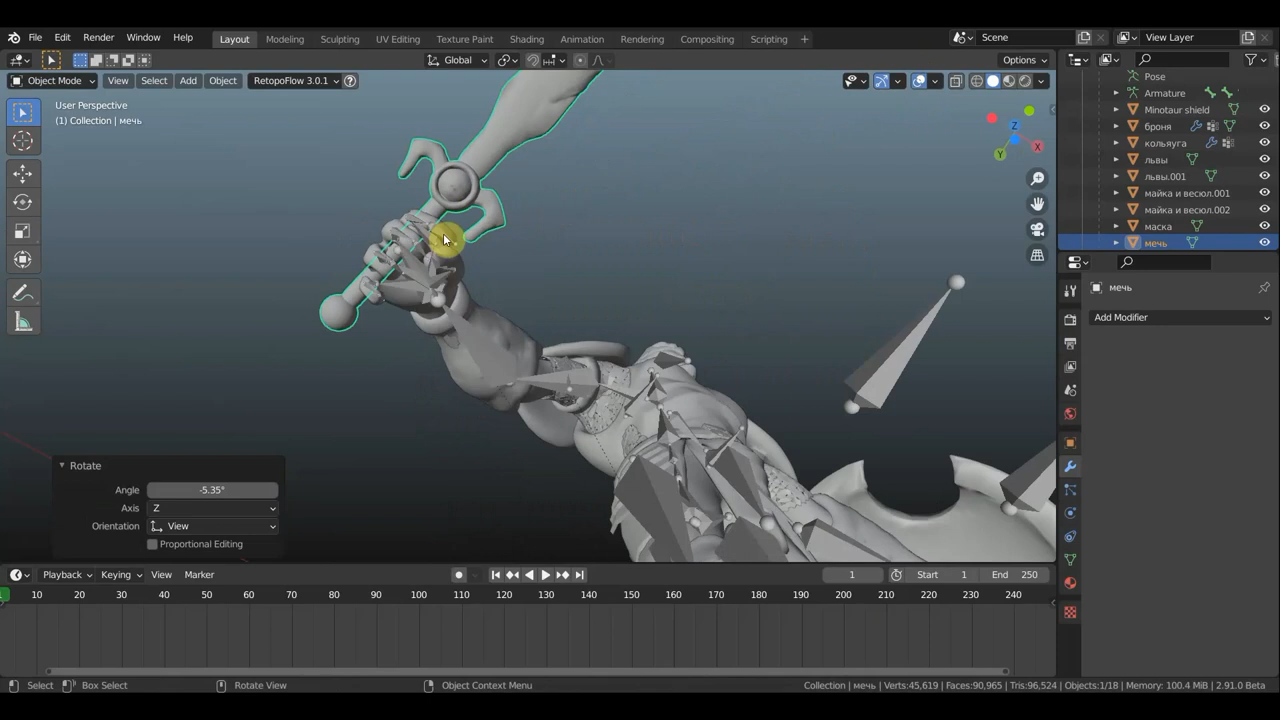 File Edit Render Window Help
Layout Modeling Sculpting UV Editing Texture Paint Shading Animation Rendering Compositing Scripting +
Scene View Layer
Global Options
Object Mode View Select Add Object RetopoFlow 3.0.1
User Perspective
(1) Collection | мечь
Z
X
Y
Pose
Armature
Minotaur shield
броня
кольяуга
львы
львы.001
майка и весюл.001
майка и весюл.002
маска
мечь
мечь
Add Modifier
Rotate
Angle -5.35°
Axis Z
Orientation View
Proportional Editing
Playback Keying View Marker 1 Start 1 End 250
1 10 20 30 40 50 60 70 80 90 100 110 120 130 140 150 160 170 180 190 200 210 220 230 240
Select Box Select Rotate View Object Context Menu Collection | мечь | Verts:45,619 | Faces:90,965 | Tris:96,524 | Objects:1/18 | Memory: 100.4 MiB | 2.91.0 Beta